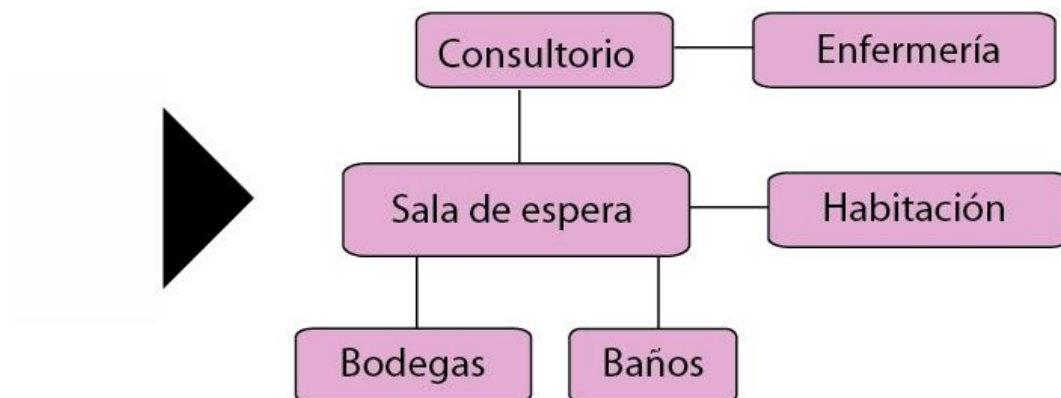 Consultorio
Enfermería
Sala de espera
Habitación
Bodegas
Baños